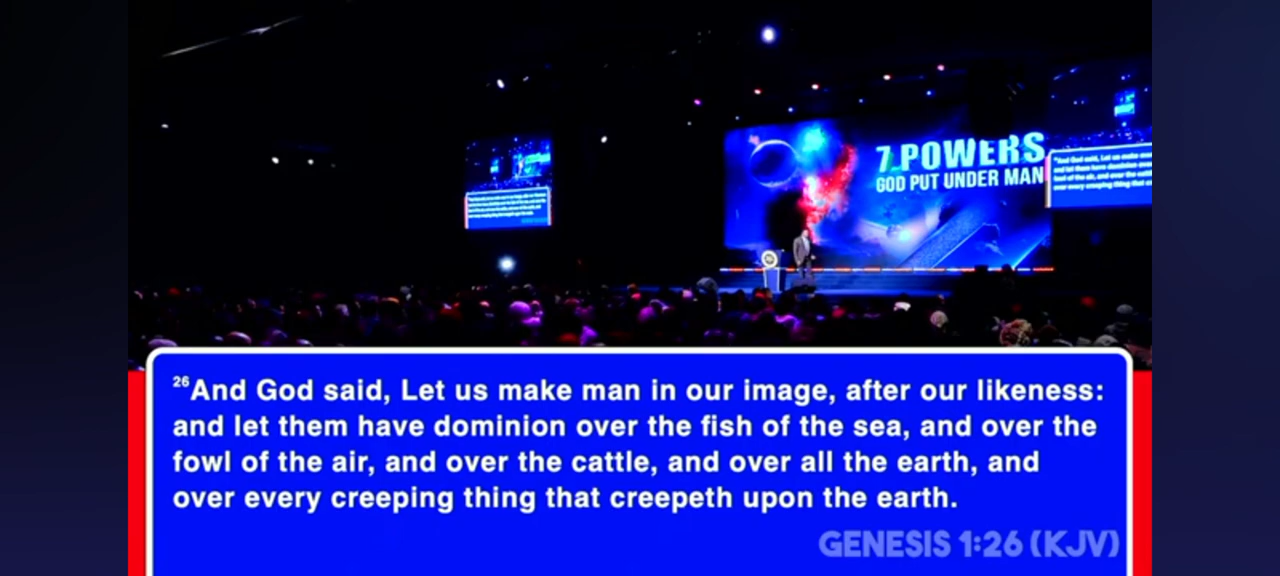 7 POWERS
GOD PUT UNDER MAN
26And God said, Let us make man in our image, after our likeness:
and let them have dominion over the fish of the sea, and over the
fowl of the air, and over the cattle, and over all the earth, and
over every creeping thing that creepeth upon the earth.
GENESIS 1:26 (KJV)